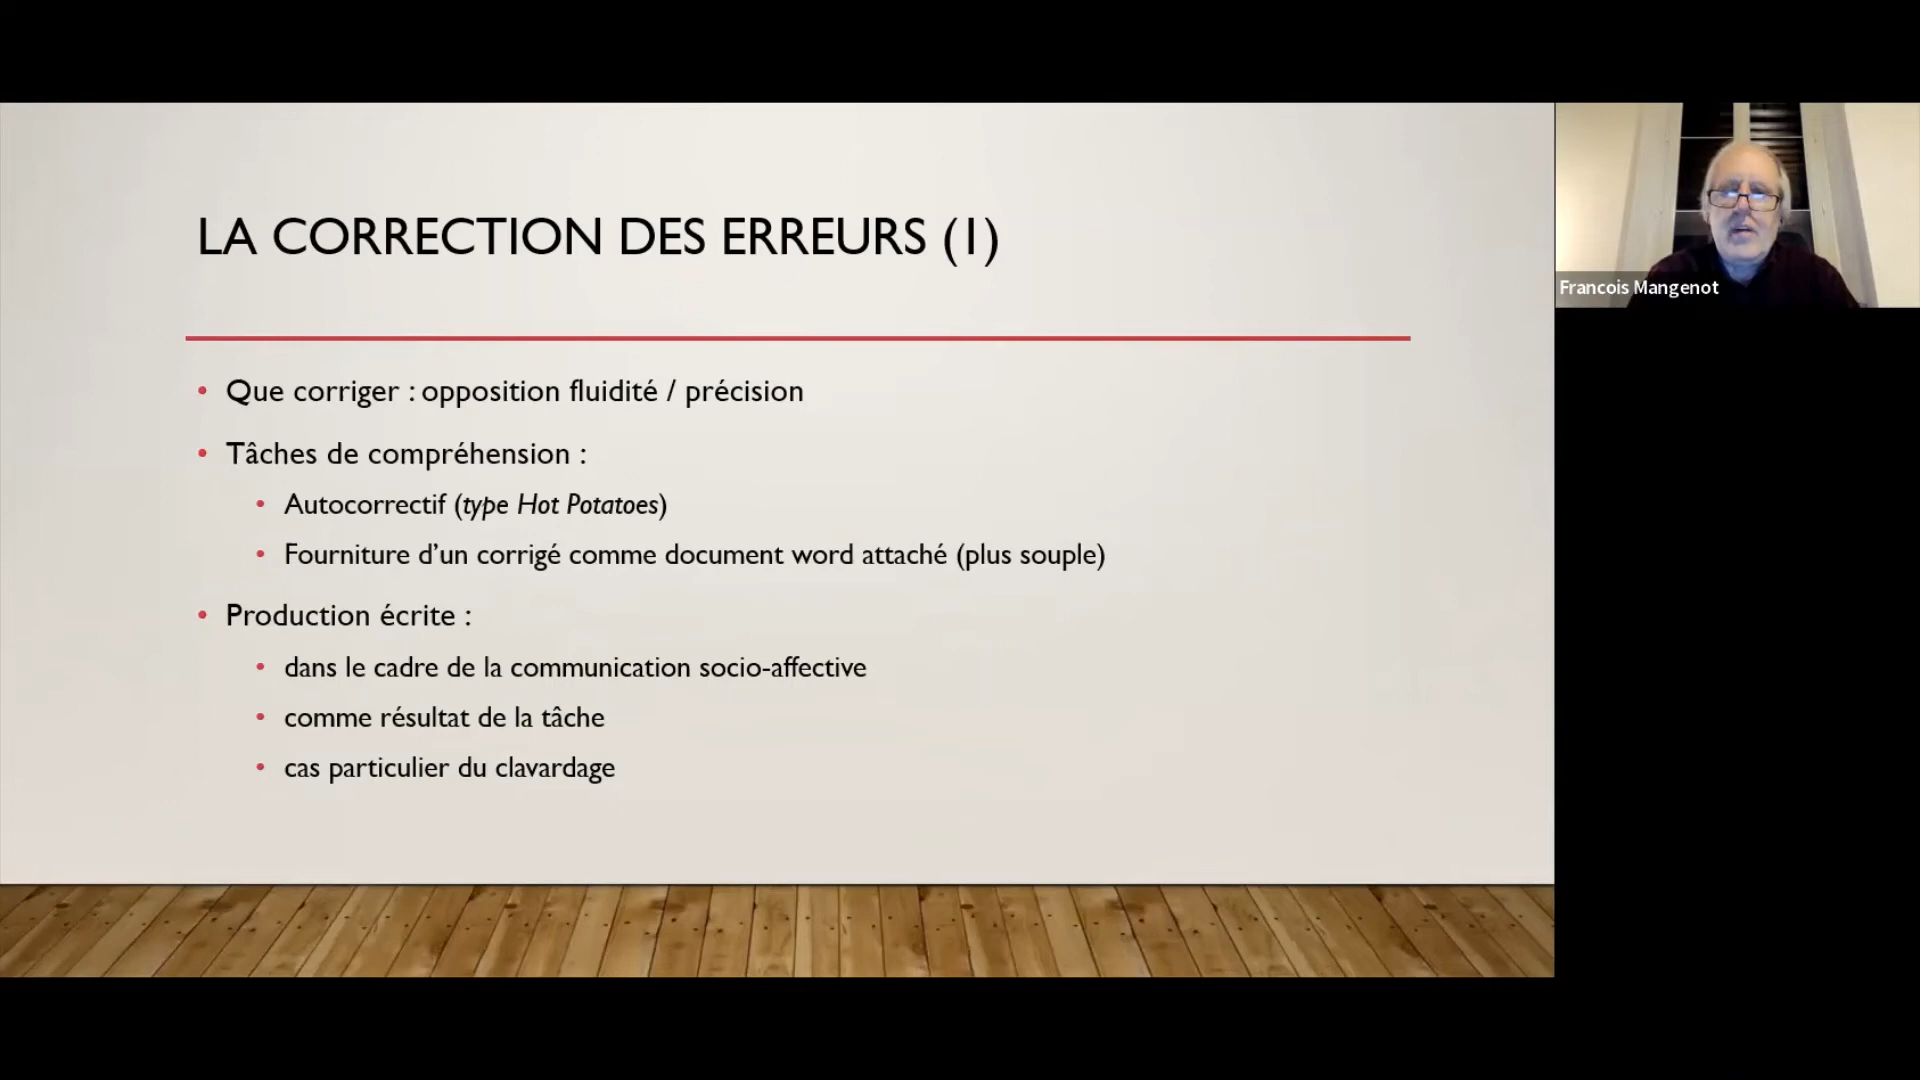 LA CORRECTION DES ERREURS (1)
• Que corriger : opposition fluidité / précision
• Tâches de compréhension :
• Autocorrectif (type Hot Potatoes)
• Fourniture d’un corrigé comme document word attaché (plus souple)
• Production écrite :
• dans le cadre de la communication socio-affective
• comme résultat de la tâche
• cas particulier du clavardage
Francois Mangenot